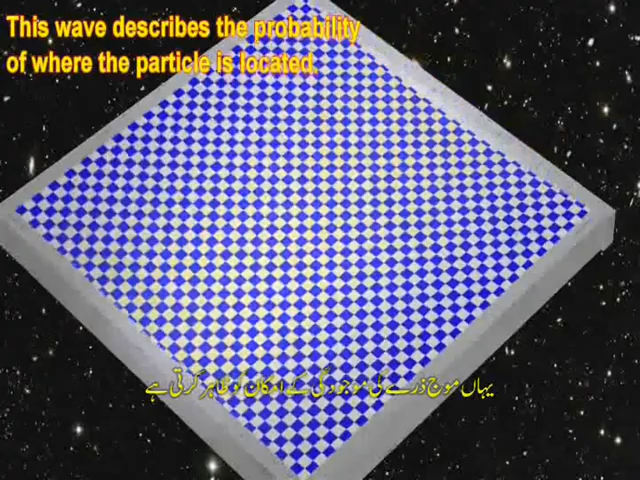 This wave describes the probability
of where the particle is located.
یہاں موج ذرے کی موجودگی کے امکان کو ظاہر کرتی ہے